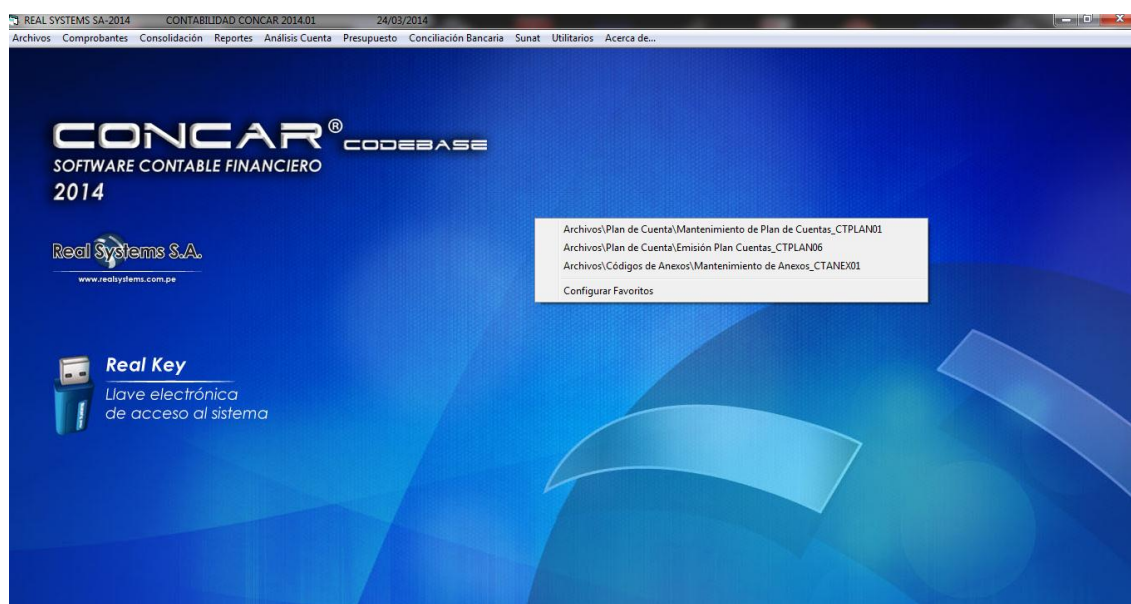 REAL SYSTEMS SA-2014 CONTABILIDAD CONCAR 2014.01 24/03/2014
Archivos Comprobantes Consolidación Reportes Análisis Cuenta Presupuesto Conciliación Bancaria Sunat Utilitarios Acerca de...
CONCAR® CODEBASE
SOFTWARE CONTABLE FINANCIERO
2014
Archivos\Plan de Cuenta\Mantenimiento de Plan de Cuentas_CTPLAN01
Archivos\Plan de Cuenta\Emisión Plan Cuentas_CTPLAN06
Archivos\Códigos de Anexos\Mantenimiento de Anexos_CTANEX01
Configurar Favoritos
Real Systems S.A.
www.realsystems.com.pe
Real Key
Llave electrónica
de acceso al sistema